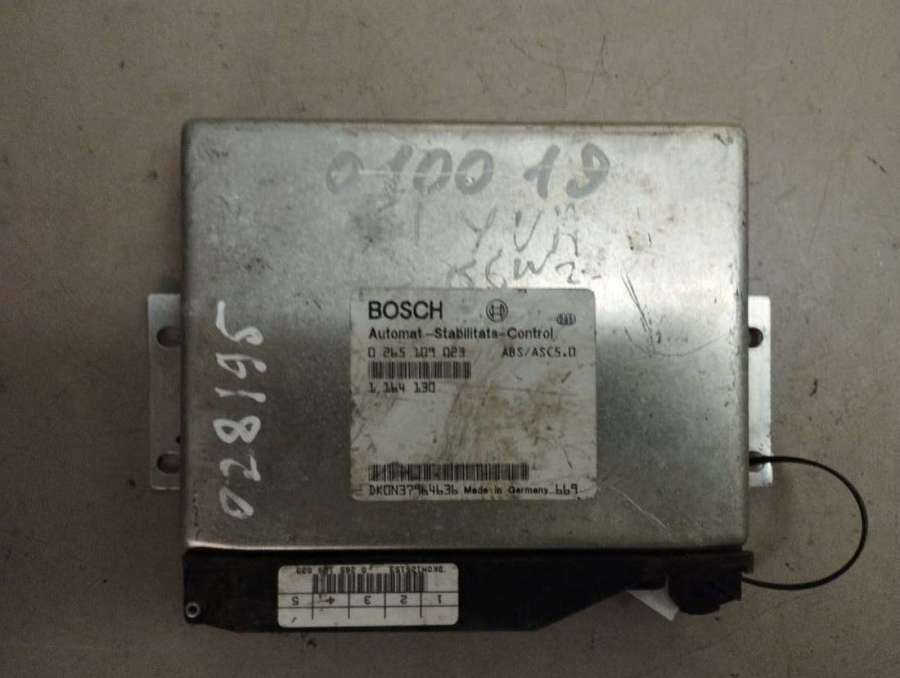 0100 19
028195
BOSCH
Automat-Stabilitäts-Control
0 265 109 023 ABS/ASC5.0
1 164 130
DKON37964636 Made in Germany 669
1 2 3 4 5